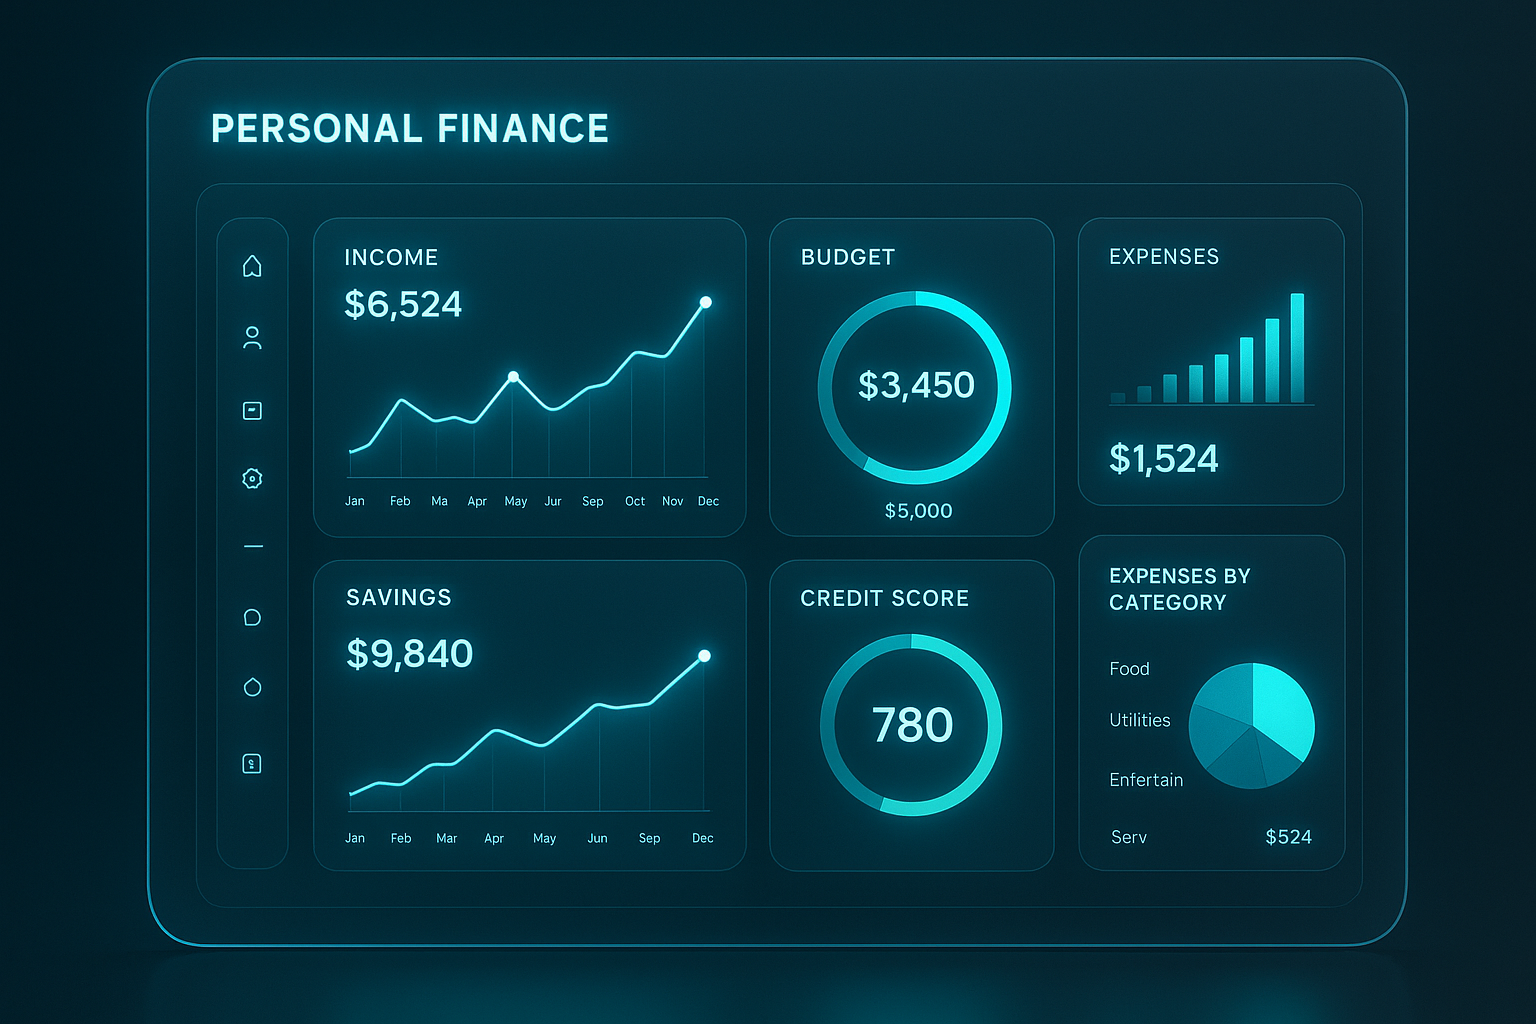 PERSONAL FINANCE
INCOME
$6,524
Jan Feb Ma Apr May Jur Sep Oct Nov Dec
BUDGET
$3,450
$5,000
EXPENSES
$1,524
SAVINGS
$9,840
Jan Feb Mar Apr May Jun Sep Dec
CREDIT SCORE
780
EXPENSES BY
CATEGORY
Food
Utilities
Enfertain
Serv $524